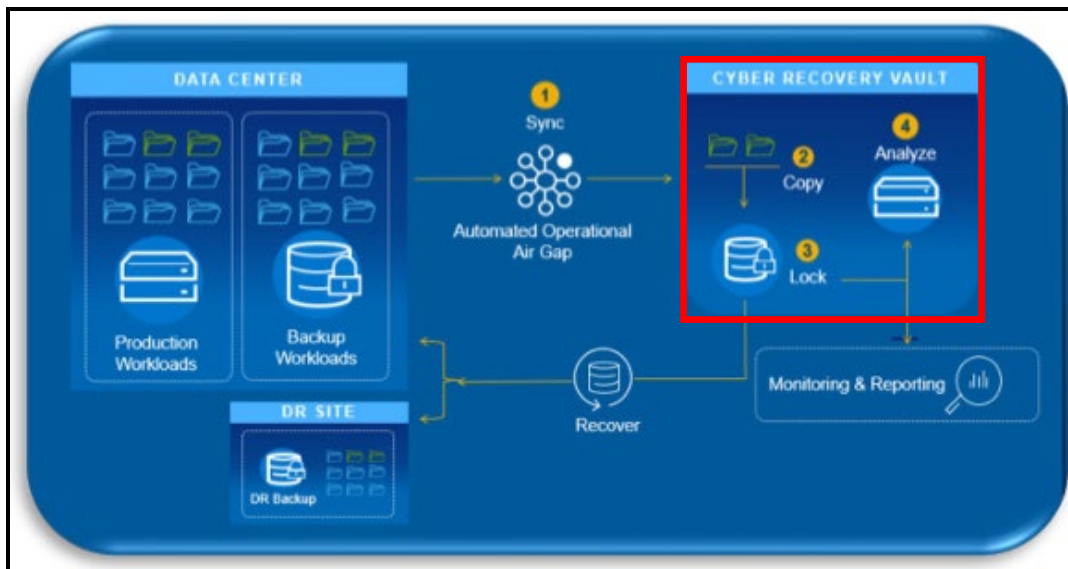 DATA CENTER
Production
Workloads
Backup
Workloads
1
Sync
Automated Operational
Air Gap
CYBER RECOVERY VAULT
2
Copy
3
Lock
4
Analyze
Monitoring & Reporting
Recover
DR SITE
DR Backup